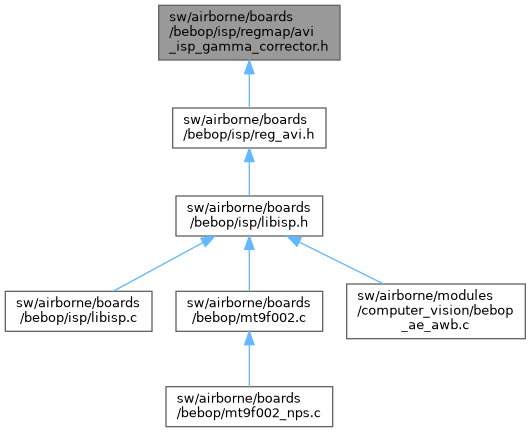 sw/airborne/boards
/bebop/isp/regmap/avi
_isp_gamma_corrector.h
sw/airborne/boards
/bebop/isp/reg_avi.h
sw/airborne/boards
/bebop/isp/libisp.h
sw/airborne/boards
/bebop/isp/libisp.c
sw/airborne/boards
/bebop/mt9f002.c
sw/airborne/modules
/computer_vision/bebop
_ae_awb.c
sw/airborne/boards
/bebop/mt9f002_nps.c